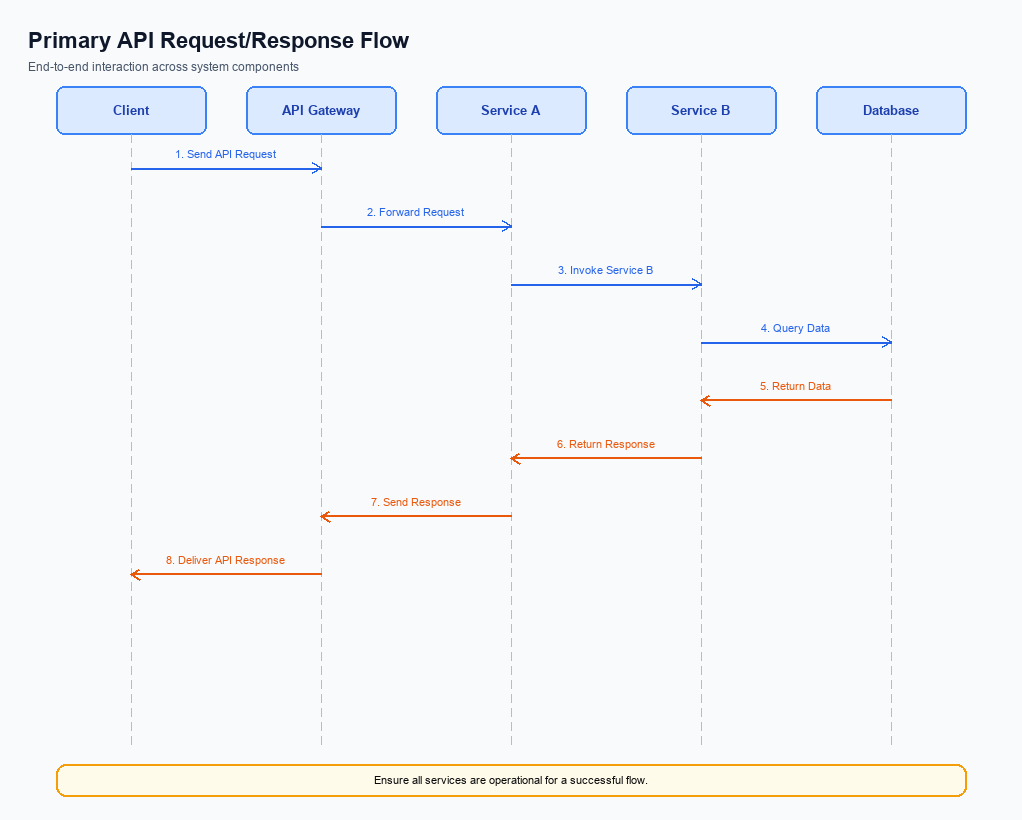 Primary API Request/Response Flow
End-to-end interaction across system components
Client
API Gateway
Service A
Service B
Database
1. Send API Request
2. Forward Request
3. Invoke Service B
4. Query Data
5. Return Data
6. Return Response
7. Send Response
8. Deliver API Response
Ensure all services are operational for a successful flow.